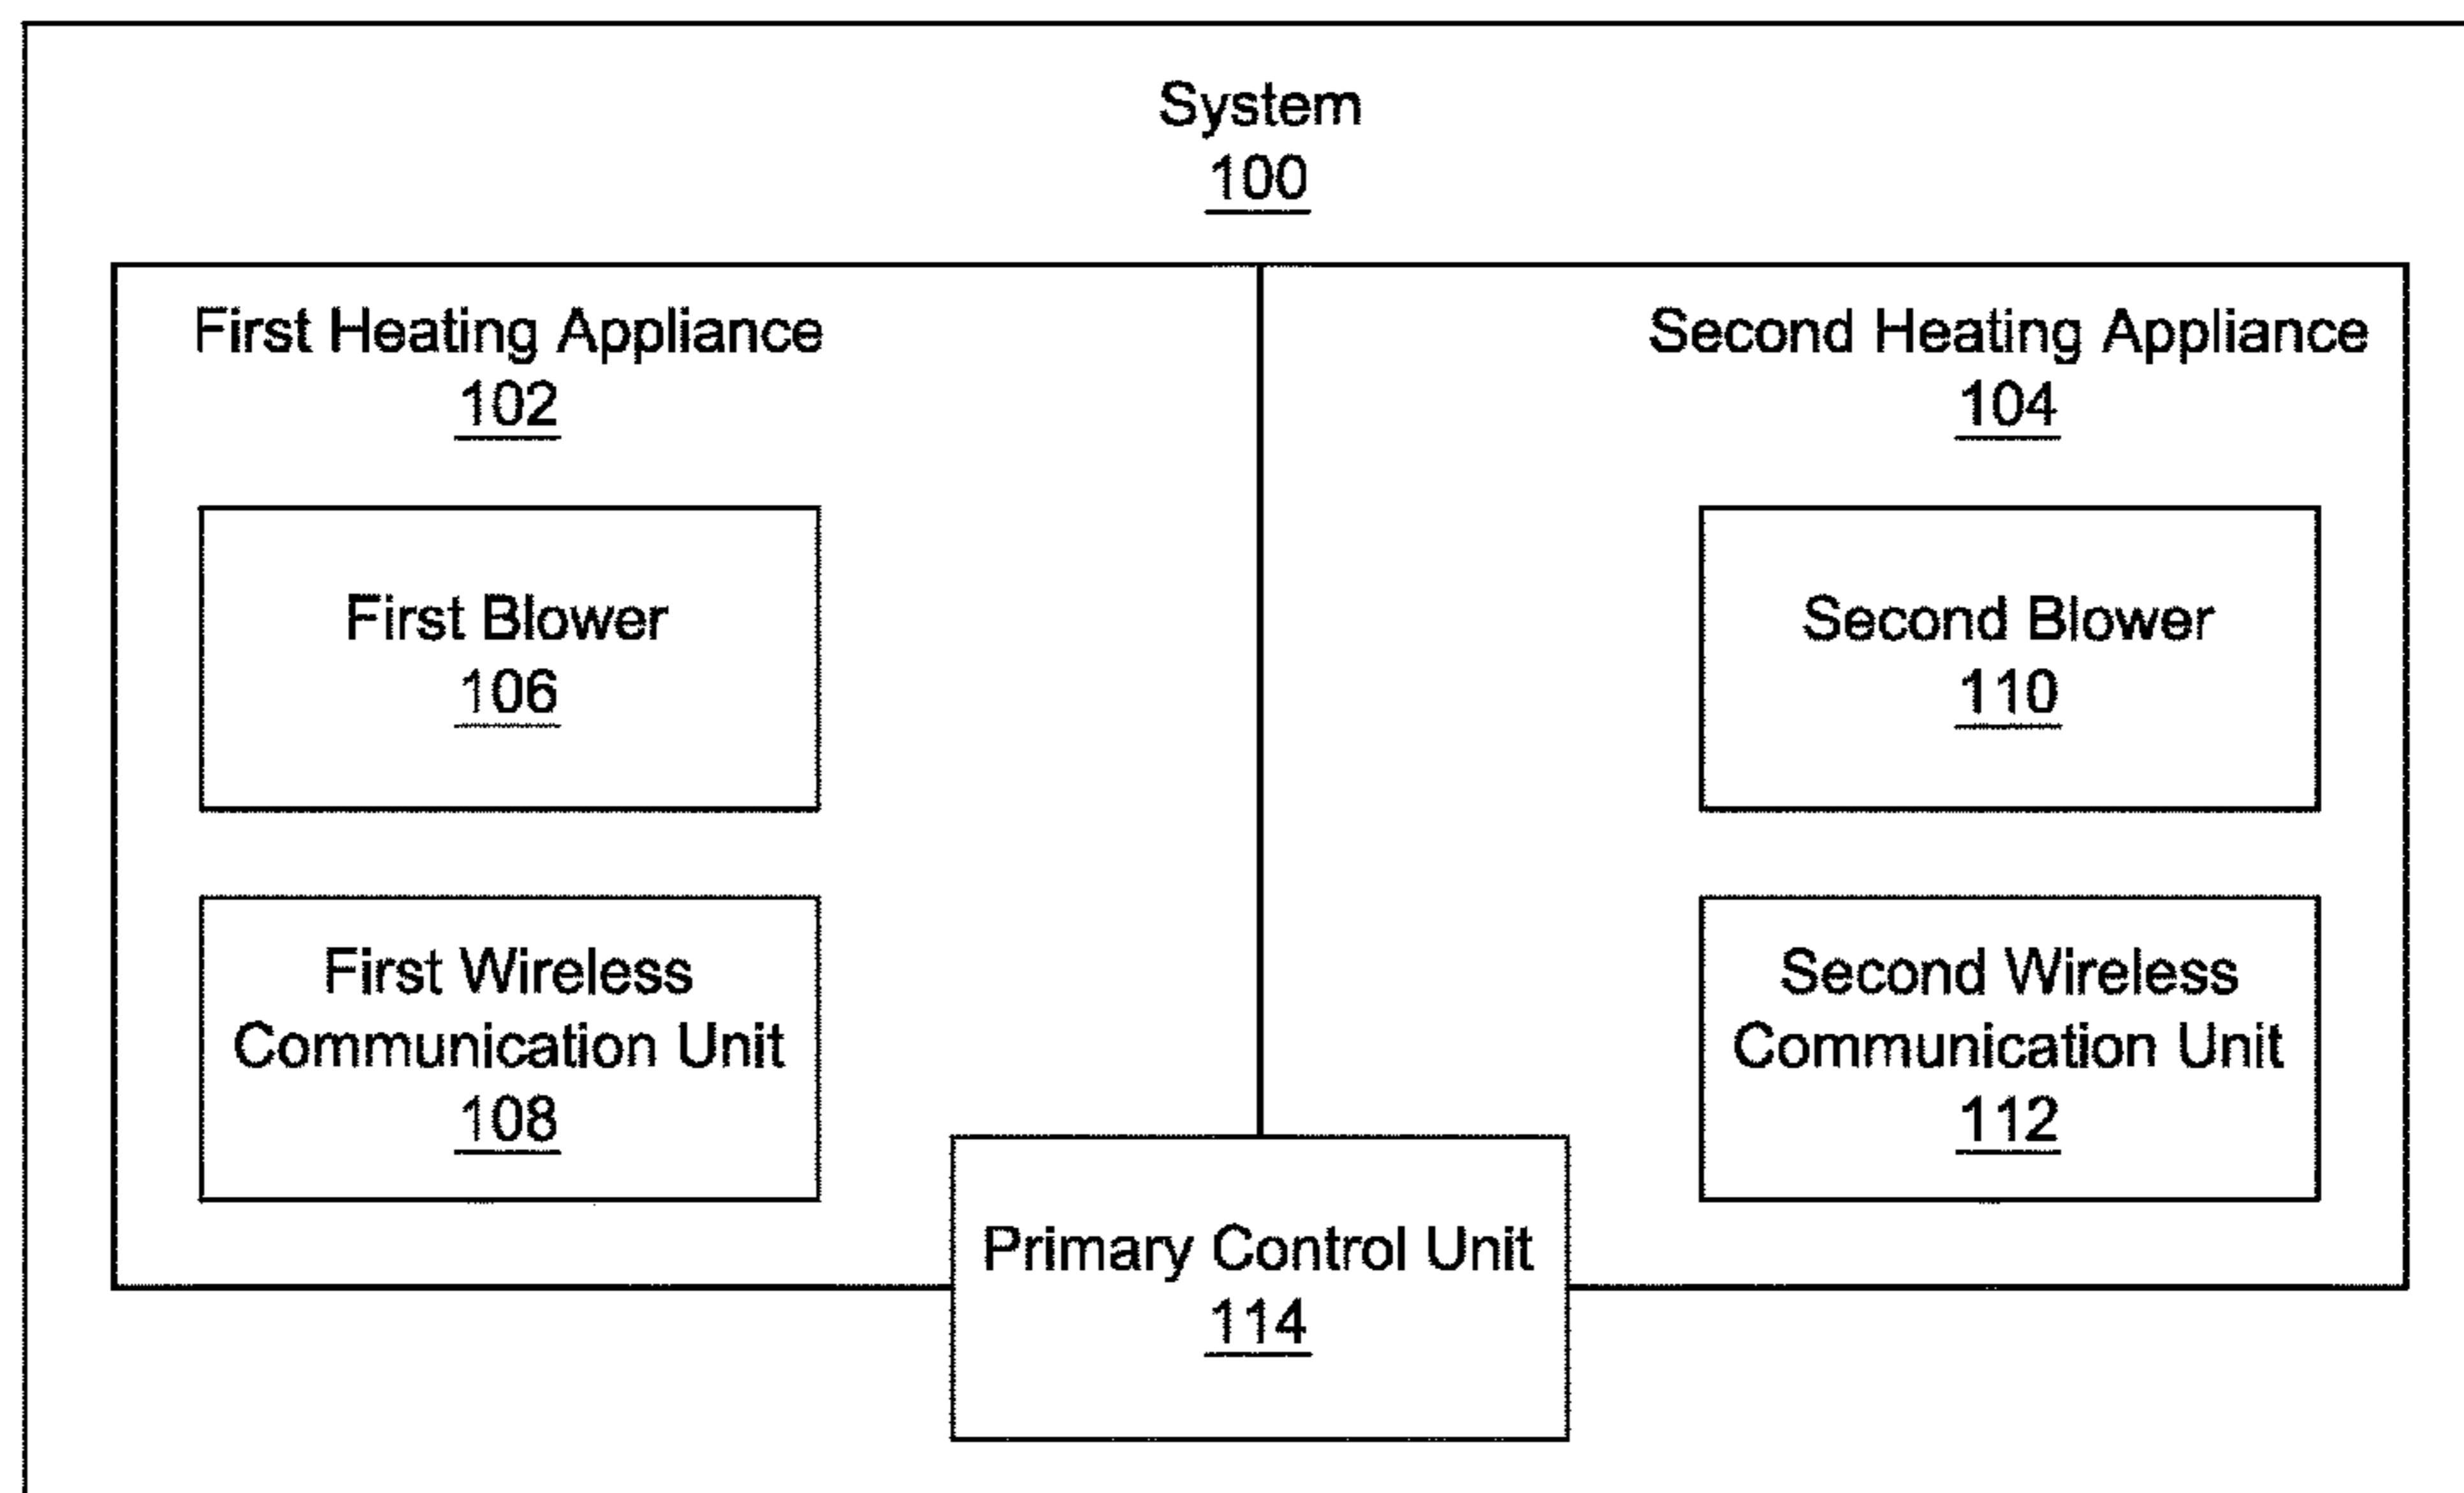 System
100
First Heating Appliance
102
Second Heating Appliance
104
First Blower
106
Second Blower
110
First Wireless
Communication Unit
108
Second Wireless
Communication Unit
112
Primary Control Unit
114